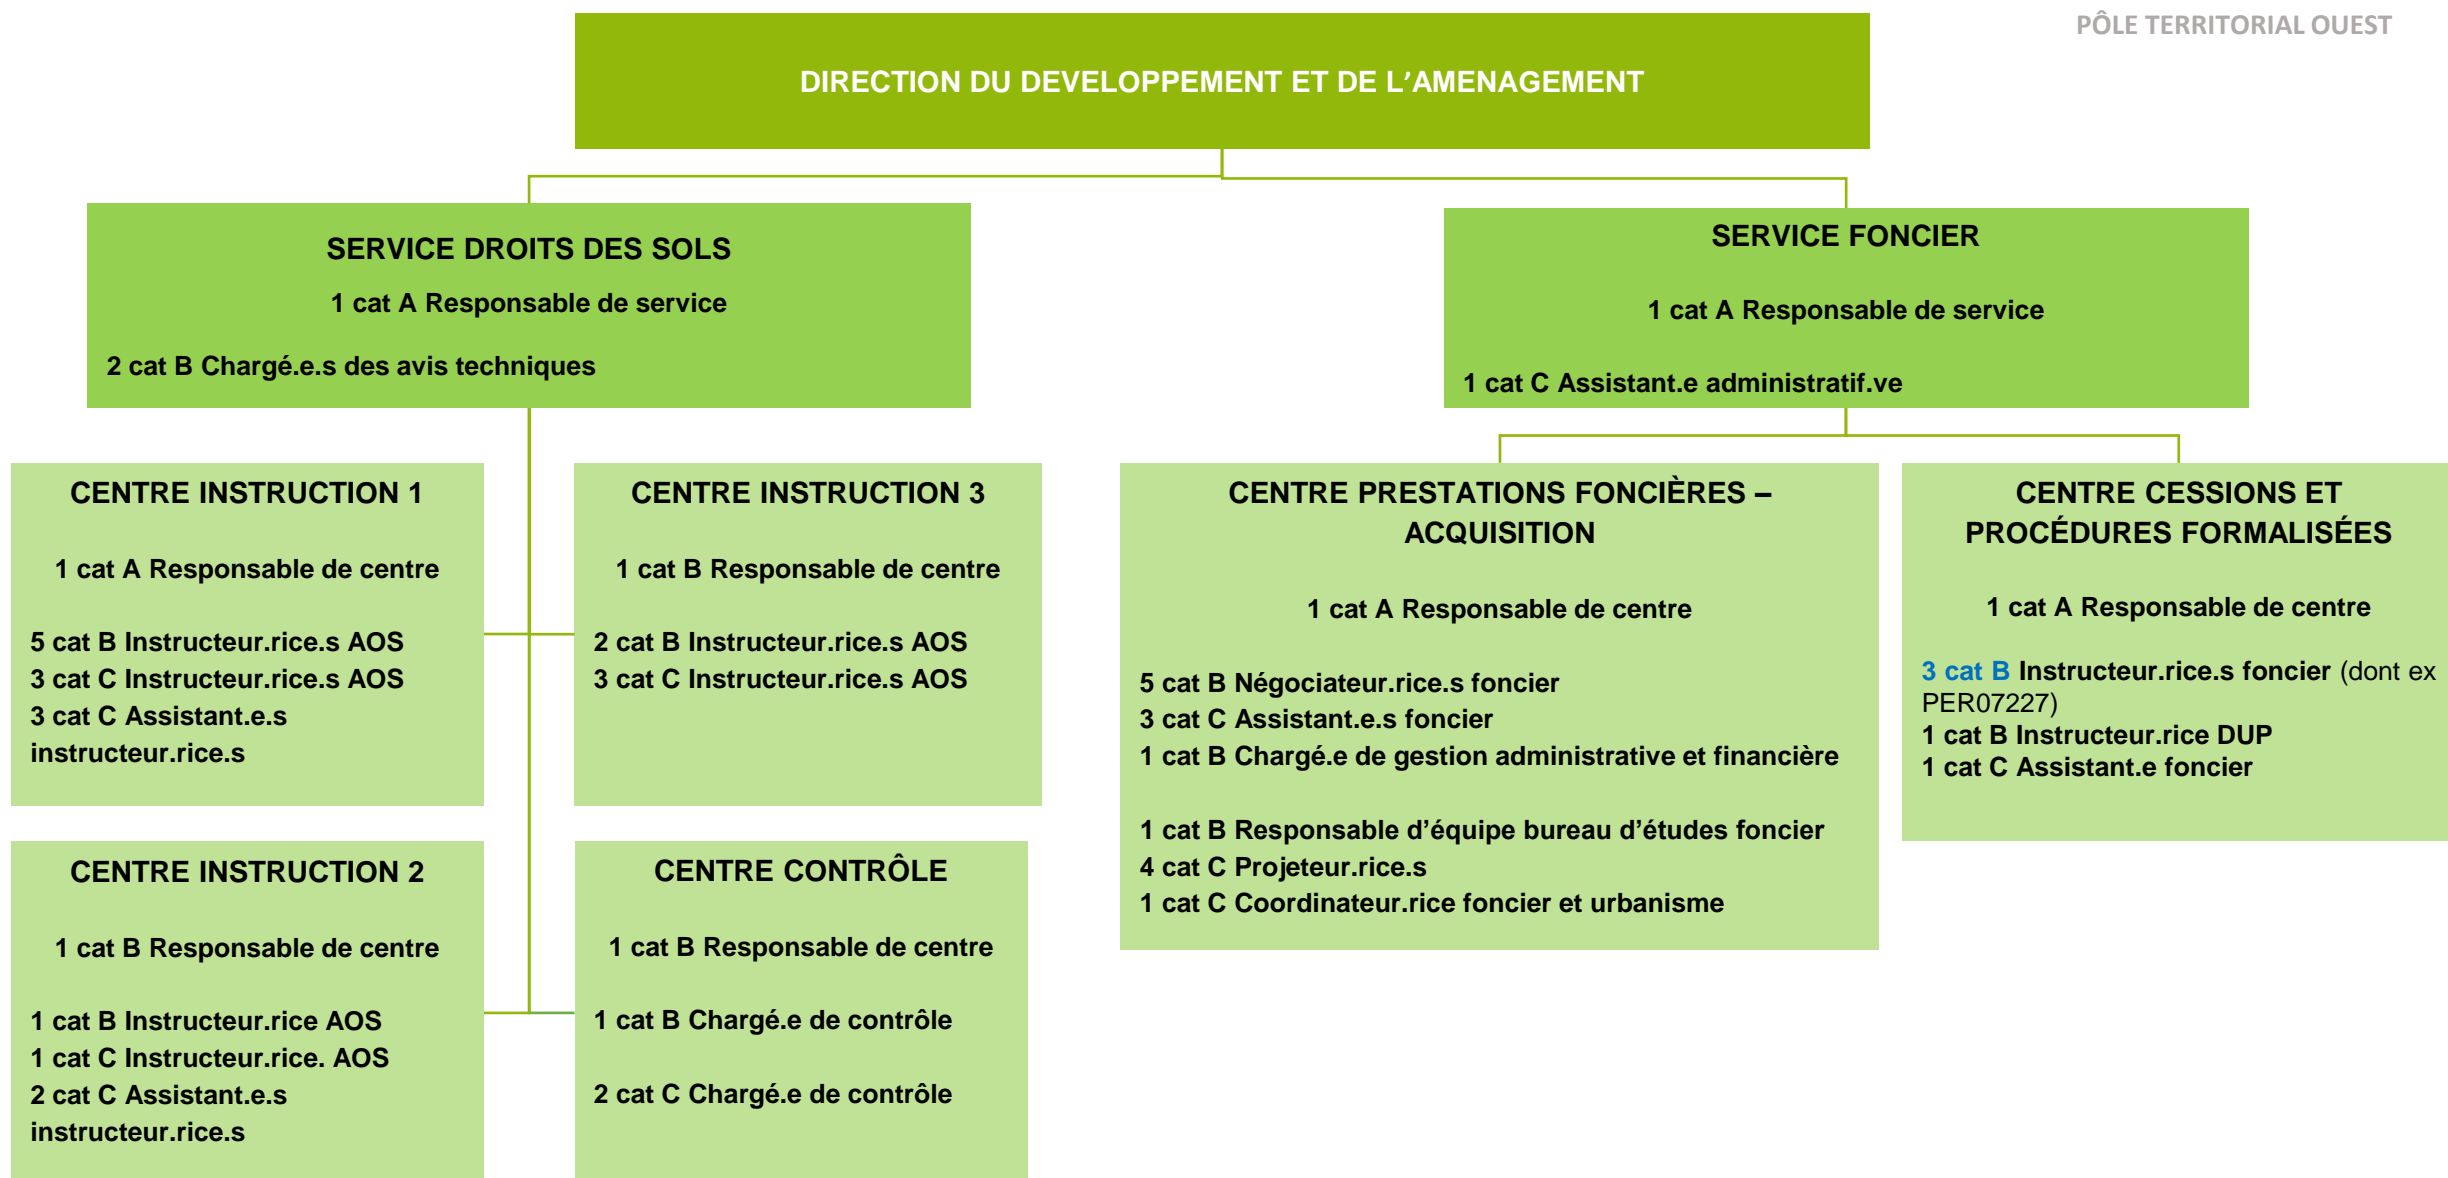 PÔLE TERRITORIAL OUEST
DIRECTION DU DEVELOPPEMENT ET DE L’AMENAGEMENT
SERVICE DROITS DES SOLS
1 cat A Responsable de service
2 cat B Chargé.e.s des avis techniques
SERVICE FONCIER
1 cat A Responsable de service
1 cat C Assistant.e administratif.ve
CENTRE INSTRUCTION 1
1 cat A Responsable de centre
5 cat B Instructeur.rice.s AOS
3 cat C Instructeur.rice.s AOS
3 cat C Assistant.e.s
instructeur.rice.s
CENTRE INSTRUCTION 3
1 cat B Responsable de centre
2 cat B Instructeur.rice.s AOS
3 cat C Instructeur.rice.s AOS
CENTRE INSTRUCTION 2
1 cat B Responsable de centre
1 cat B Instructeur.rice AOS
1 cat C Instructeur.rice. AOS
2 cat C Assistant.e.s
instructeur.rice.s
CENTRE CONTRÔLE
1 cat B Responsable de centre
1 cat B Chargé.e de contrôle
2 cat C Chargé.e de contrôle
CENTRE PRESTATIONS FONCIÈRES –
ACQUISITION
1 cat A Responsable de centre
5 cat B Négociateur.rice.s foncier
3 cat C Assistant.e.s foncier
1 cat B Chargé.e de gestion administrative et financière
1 cat B Responsable d’équipe bureau d’études foncier
4 cat C Projeteur.rice.s
1 cat C Coordinateur.rice foncier et urbanisme
CENTRE CESSIONS ET
PROCÉDURES FORMALISÉES
1 cat A Responsable de centre
3 cat B Instructeur.rice.s foncier (dont ex
PER07227)
1 cat B Instructeur.rice DUP
1 cat C Assistant.e foncier